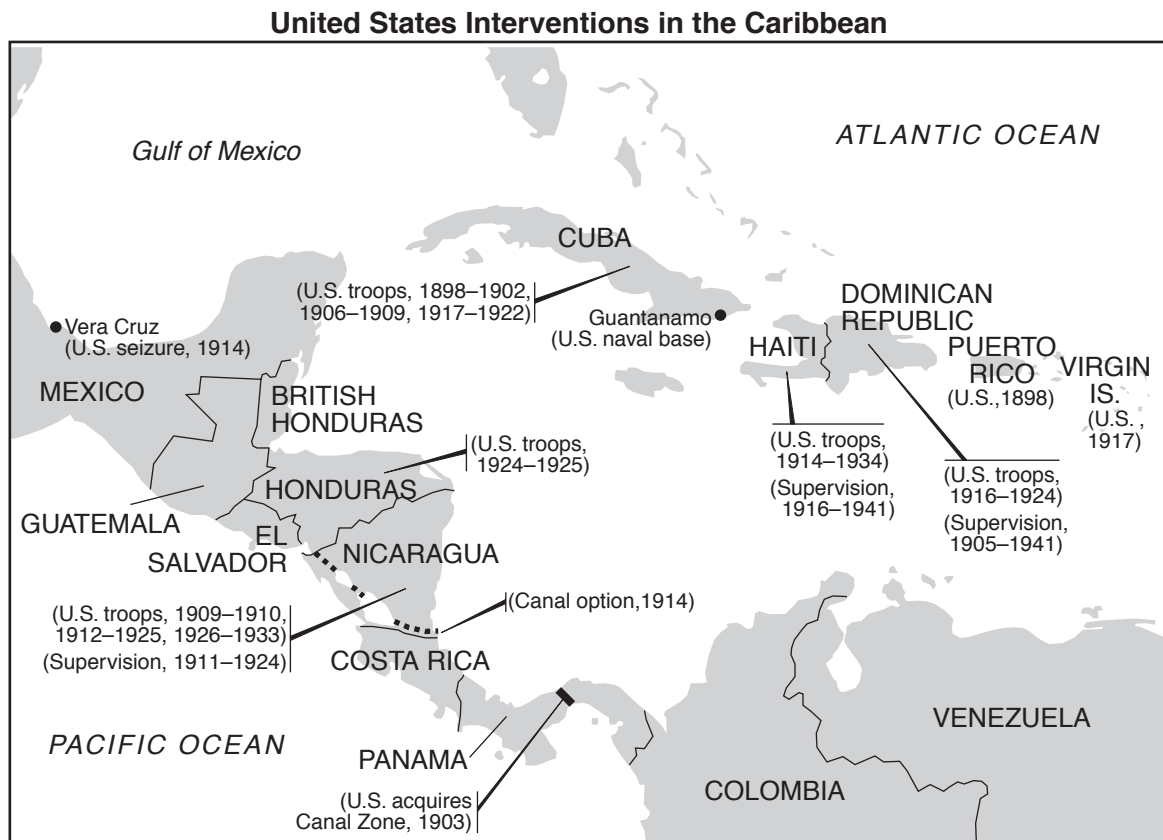 United States Interventions in the Caribbean
Gulf of Mexico
ATLANTIC OCEAN
CUBA
(U.S. troops, 1898–1902,
1906–1909, 1917–1922)
Guantanamo
(U.S. naval base)
Vera Cruz
(U.S. seizure, 1914)
MEXICO
BRITISH
HONDURAS
HAITI
DOMINICAN
REPUBLIC
PUERTO
RICO
(U.S.,1898)
VIRGIN
IS.
(U.S. ,
1917)
(U.S. troops,
1914–1934)
(Supervision,
1916–1941)
(U.S. troops,
1916–1924)
(Supervision,
1905–1941)
(U.S. troops,
1924–1925)
HONDURAS
GUATEMALA
EL
SALVADOR
NICARAGUA
(U.S. troops, 1909–1910,
1912–1925, 1926–1933)
(Supervision, 1911–1924)
(Canal option,1914)
COSTA RICA
PACIFIC OCEAN
PANAMA
(U.S. acquires
Canal Zone, 1903)
VENEZUELA
COLOMBIA